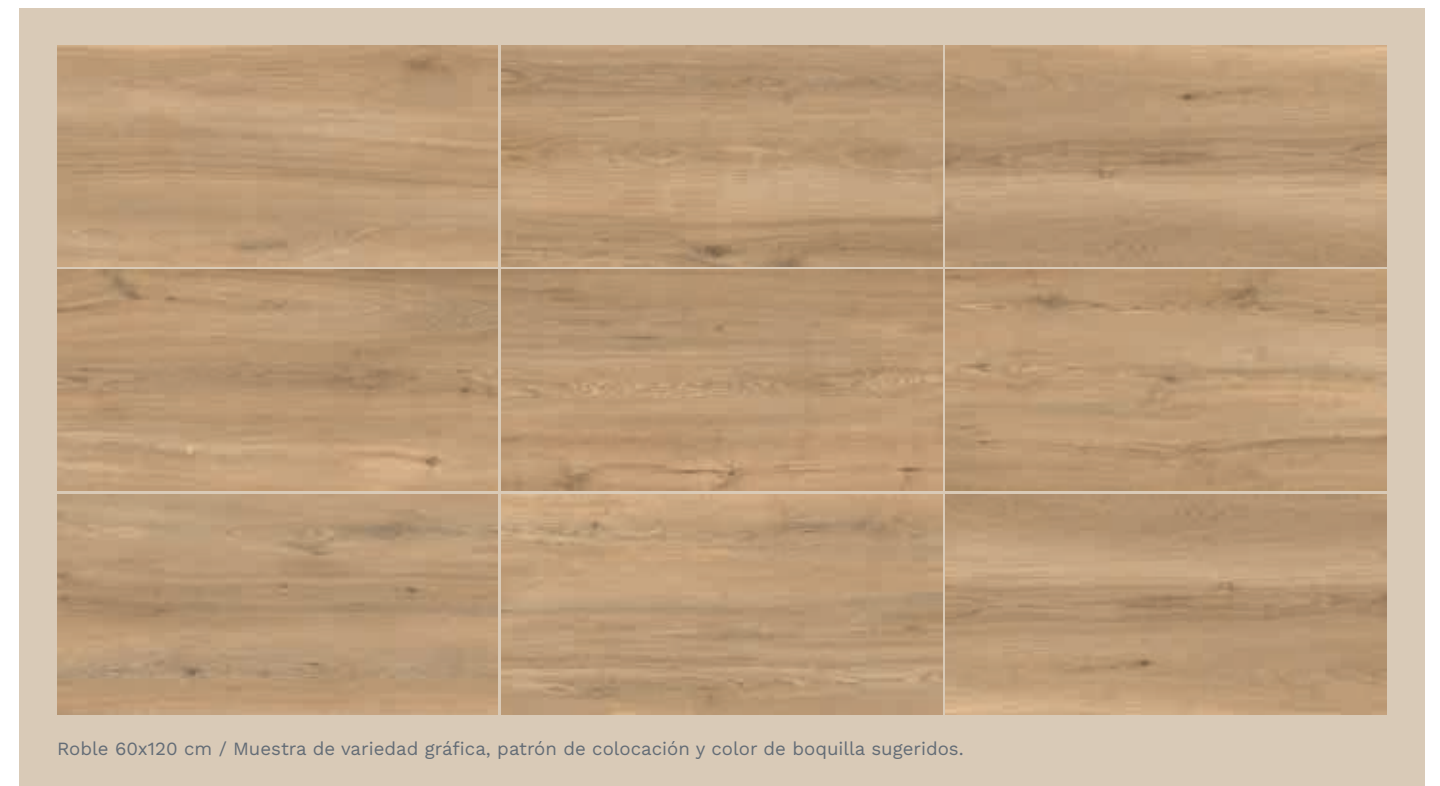 Roble 60x120 cm / Muestra de variedad gráfica, patrón de colocación y color de boquilla sugeridos.